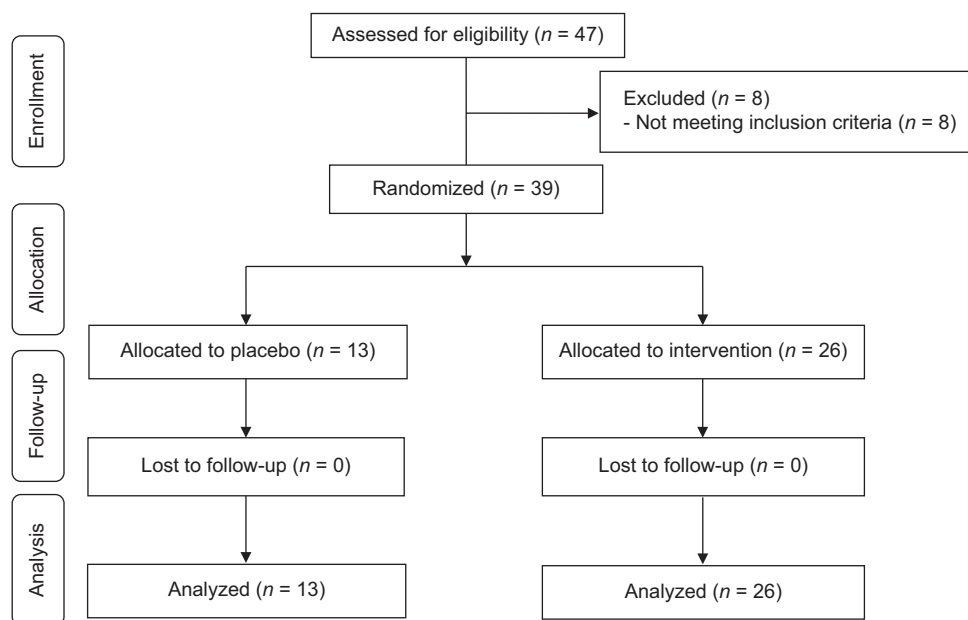 Enrollment
Assessed for eligibility (n = 47)
Excluded (n = 8)
- Not meeting inclusion criteria (n = 8)
Randomized (n = 39)
Allocation
Allocated to placebo (n = 13)
Allocated to intervention (n = 26)
Follow-up
Lost to follow-up (n = 0)
Lost to follow-up (n = 0)
Analysis
Analyzed (n = 13)
Analyzed (n = 26)